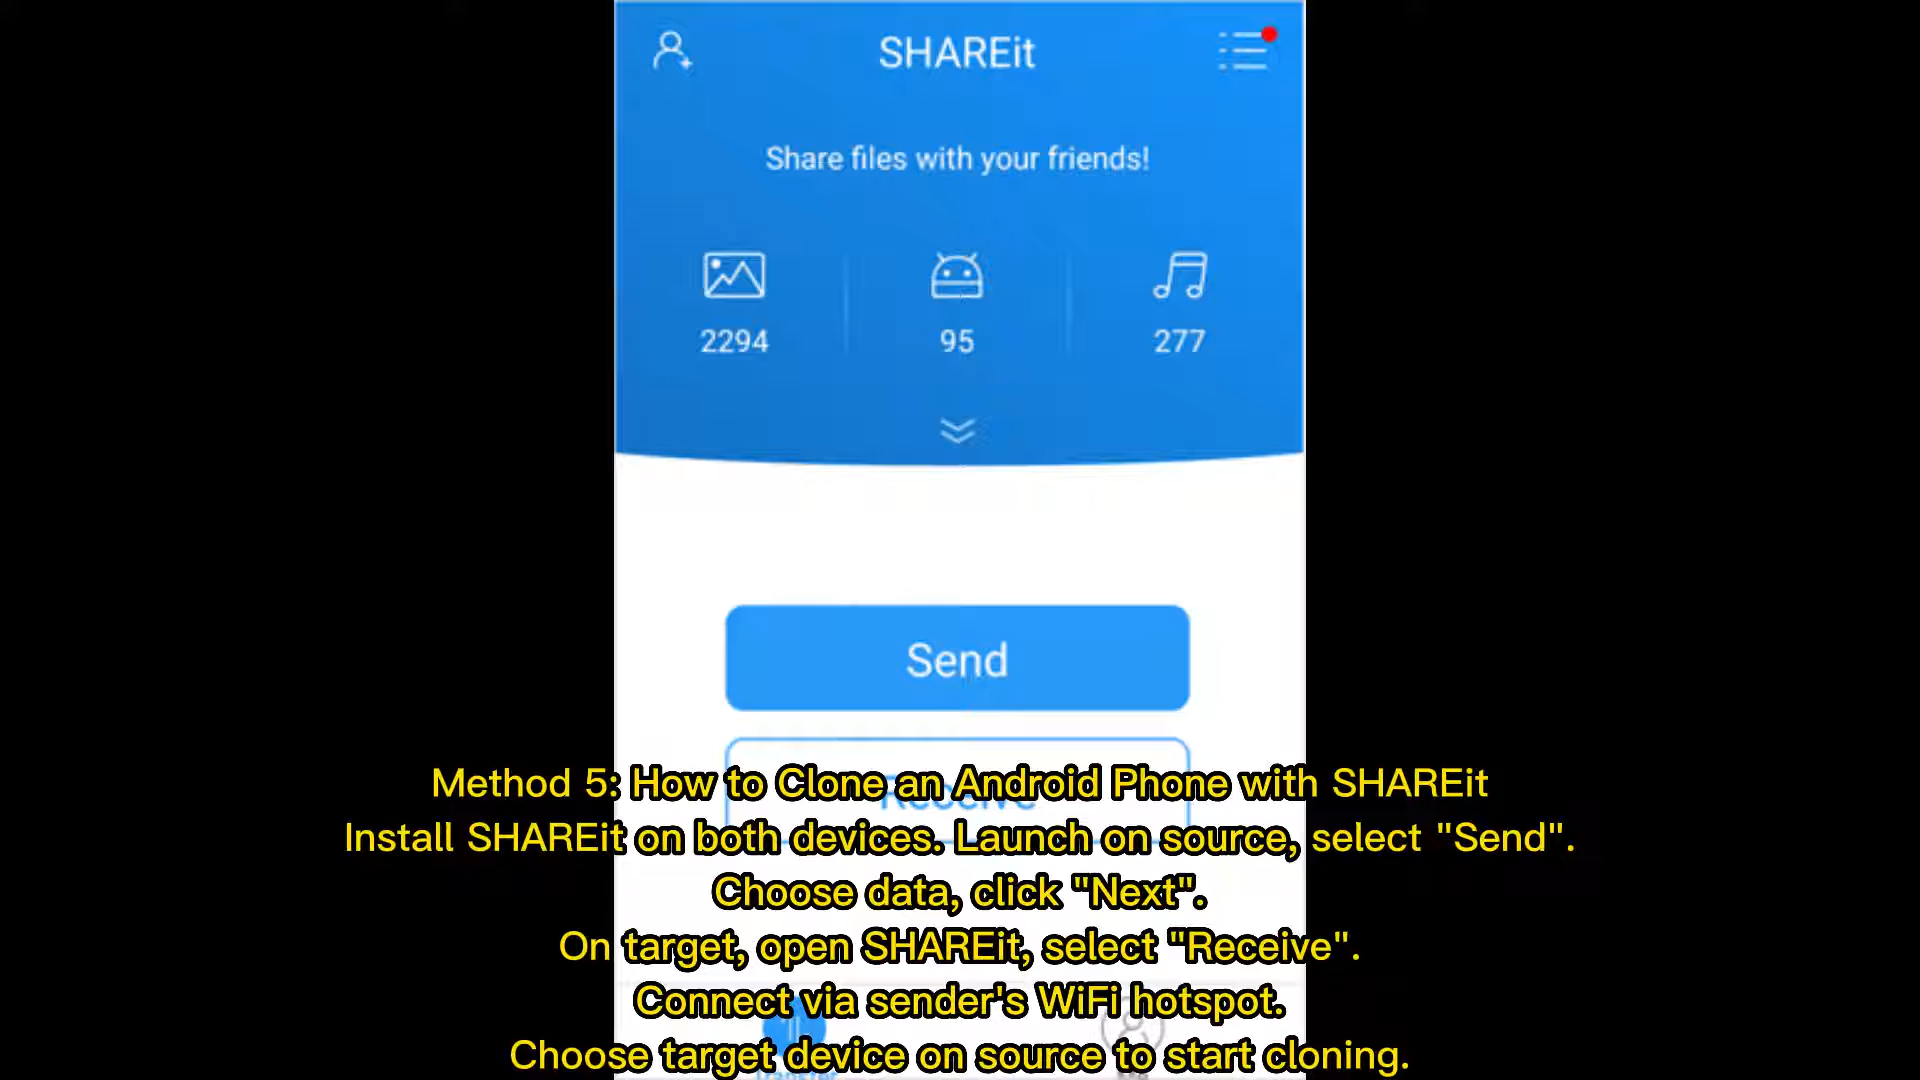 SHAREit
Share files with your friends!
2294 95 277
Send
Receive
Method 5: How to Clone an Android Phone with SHAREit
Install SHAREit on both devices. Launch on source, select "Send".
Choose data, click "Next".
On target, open SHAREit, select "Receive".
Connect via sender's WiFi hotspot.
Choose target device on source to start cloning.
Transfer